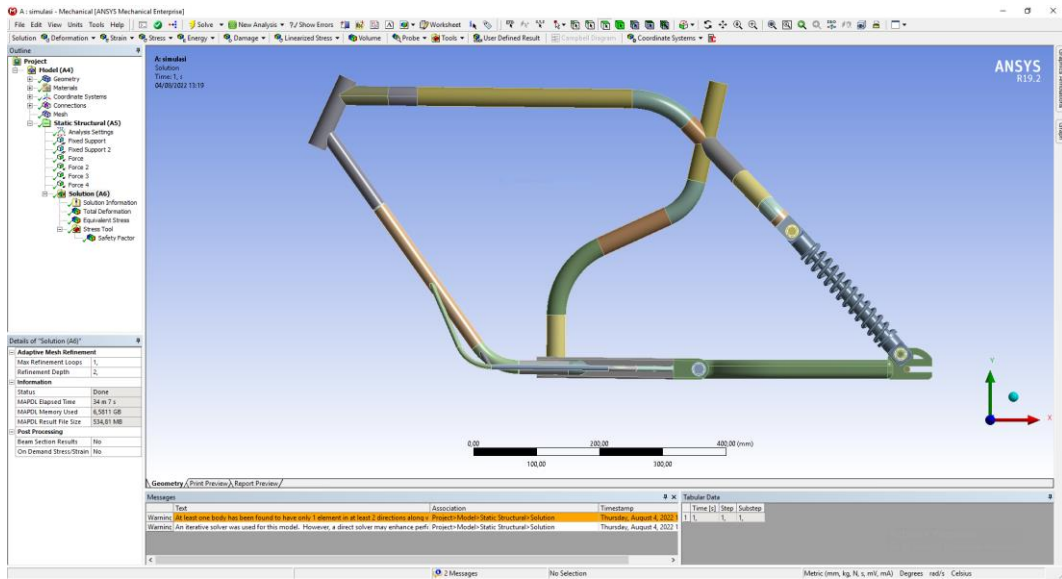 A : simulasi - Mechanical [ANSYS Mechanical Enterprise]
File Edit View Units Tools Help Solve New Analysis ?/ Show Errors Worksheet
Solution Deformation Strain Stress Energy Damage Linearized Stress Volume Probe Tools User Defined Result Campbell Diagram Coordinate Systems
Outline
Project
Model (A4)
Geometry
Materials
Coordinate Systems
Connections
Mesh
Static Structural (A5)
Analysis Settings
Fixed Support
Fixed Support 2
Force
Force 2
Force 3
Force 4
Solution (A6)
Solution Information
Total Deformation
Equivalent Stress
Stress Tool
Safety Factor
Details of "Solution (A6)"
Adaptive Mesh Refinement
Max Refinement Loops 1,
Refinement Depth 2,
Information
Status Done
MAPDL Elapsed Time 34 m 7 s
MAPDL Memory Used 6,5811 GB
MAPDL Result File Size 534,81 MB
Post Processing
Beam Section Results No
On Demand Stress/Strain No
A: simulasi
Solution
Time: 1, s
04/08/2022 13:19
ANSYS
R19.2
Y
X
0,00 200,00 400,00 (mm)
100,00 300,00
Geometry Print Preview Report Preview
Messages
Text Association Timestamp
Warning At least one body has been found to have only 1 element in at least 2 directions along Project>Model>Static Structural>Solution Thursday, August 4, 2022 1
Warning An iterative solver was used for this model. However, a direct solver may enhance perf Project>Model>Static Structural>Solution Thursday, August 4, 2022 1
Tabular Data
Time [s] Step Substep
1 1, 1, 1,
2 Messages No Selection Metric (mm, kg, N, s, mV, mA) Degrees rad/s Celsius